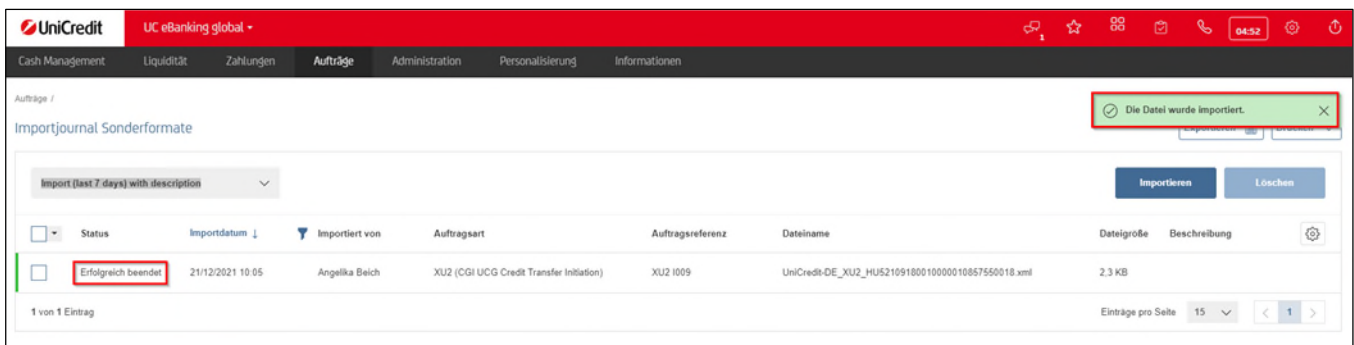 UniCredit UC eBanking global 1 04:52
Cash Management Liquidität Zahlungen Aufträge Administration Personalisierung Informationen
Aufträge /
Die Datei wurde importiert.
Importjournal Sonderformate
Exportieren Drucken
Import (last 7 days) with description Importieren Löschen
Status Importdatum ↓ Importiert von Auftragsart Auftragsreferenz Dateiname Dateigröße Beschreibung
Erfolgreich beendet 21/12/2021 10:05 Angelika Beich XU2 (CGI UCG Credit Transfer Initiation) XU2 I009 UniCredit-DE_XU2_HU52109180010000010857550018.xml 2,3 KB
1 von 1 Eintrag Einträge pro Seite 15 < 1 >